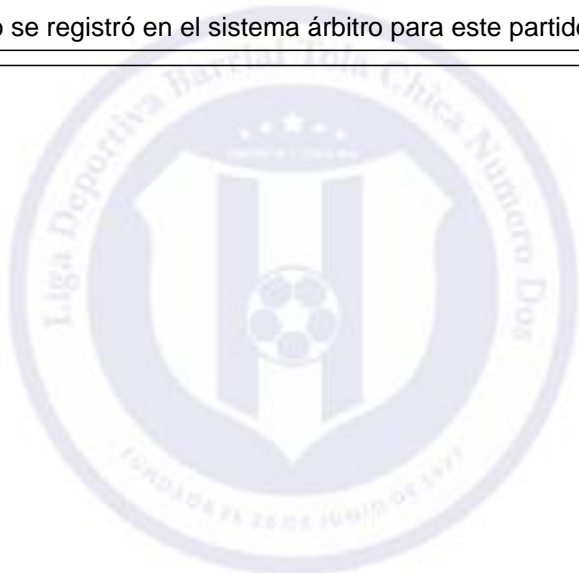 o se registró en el sistema árbitro para este partido
Liga Deportiva Barrial Tola Chica Numero Dos
FUNDADA EL 26 DE JUNIO DE